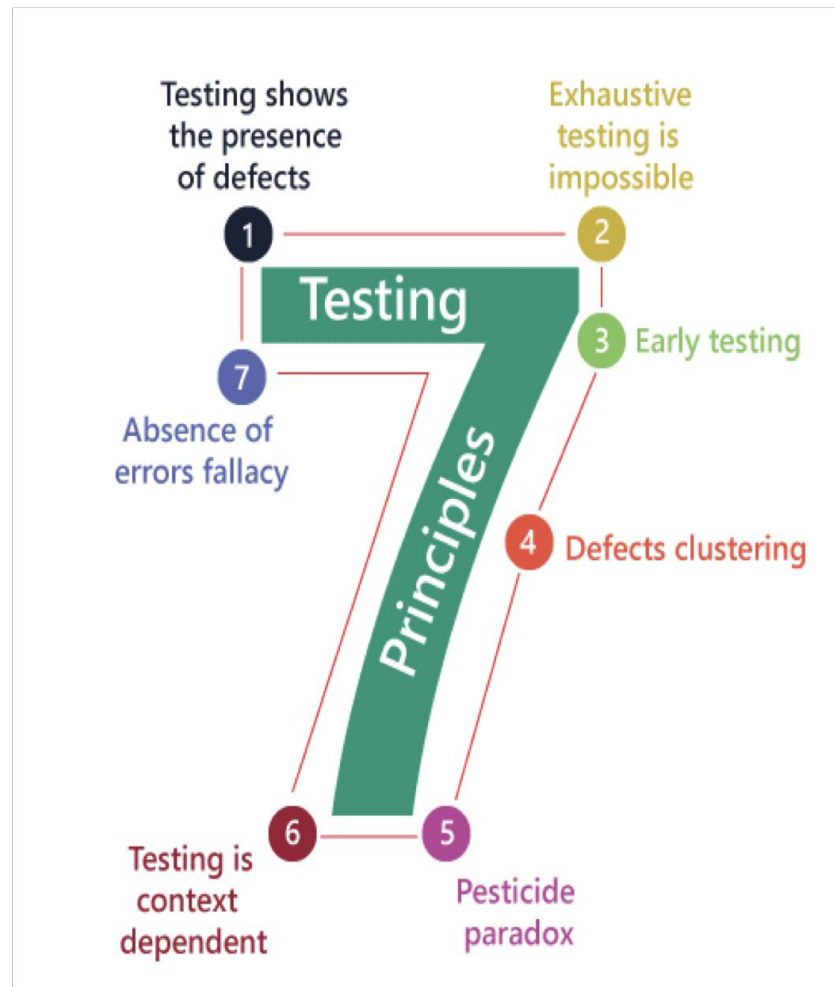 Testing shows
the presence
of defects
1
Exhaustive
testing is
impossible
2
Testing
3
Early testing
7
Absence of
errors fallacy
Principles
4
Defects clustering
6
Testing is
context
dependent
5
Pesticide
paradox